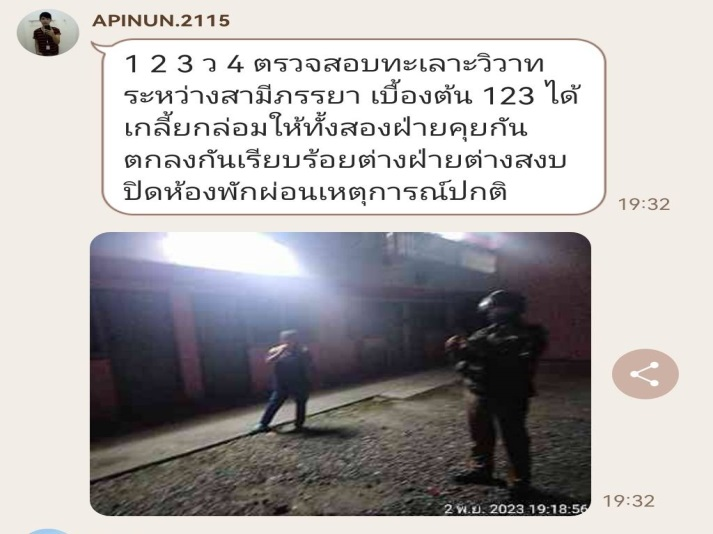 APINUN.2115
1 2 3 ว 4 ตรวจสอบทะเลาะวิวาท
ระหว่างสามีภรรยา เบื้องต้น 123 ได้
เกลี้ยกล่อมให้ทั้งสองฝ่ายคุยกัน
ตกลงกันเรียบร้อยต่างฝ่ายต่างสงบ
ปิดห้องพักผ่อนเหตุการณ์ปกติ
19:32
2 พ.ย. 2023 19:18:56
19:32